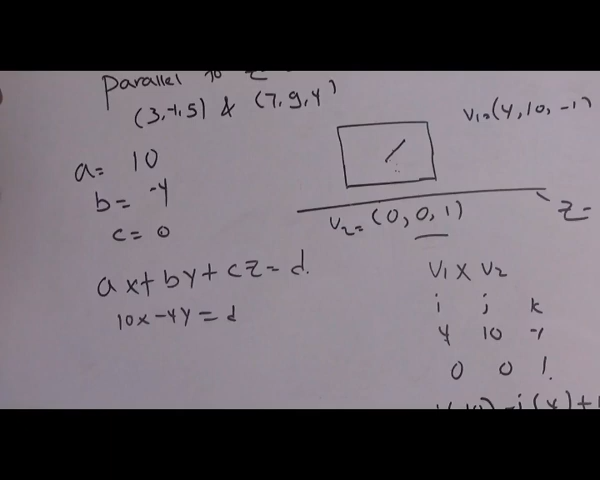 Parallel to z
(3,-1,5) & (7,9,4)
V1=(4,10,-1)
a= 10
b= -4
c= 0
V2=(0,0,1)
z=
ax+by+cz=d.
10x-4y=d
V1 x V2
i j k
4 10 -1
0 0 1.